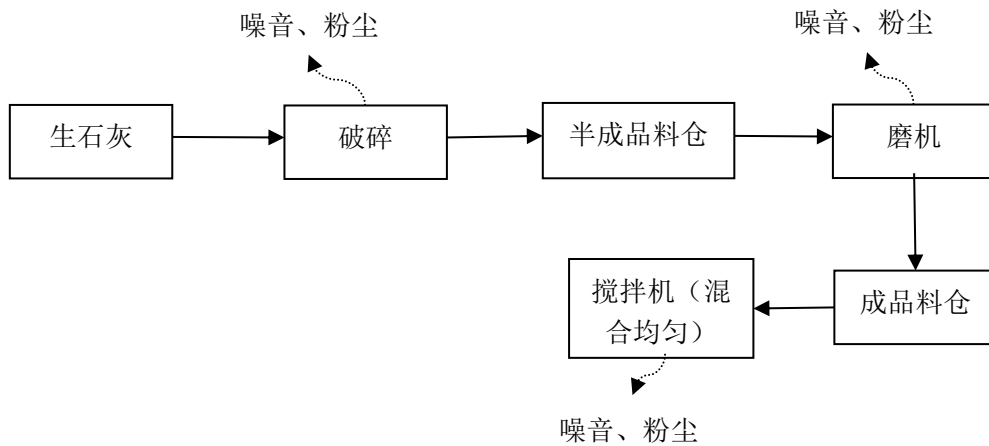 噪音、粉尘
噪音、粉尘
生石灰
破碎
半成品料仓
磨机
搅拌机（混
合均匀）
成品料仓
噪音、粉尘